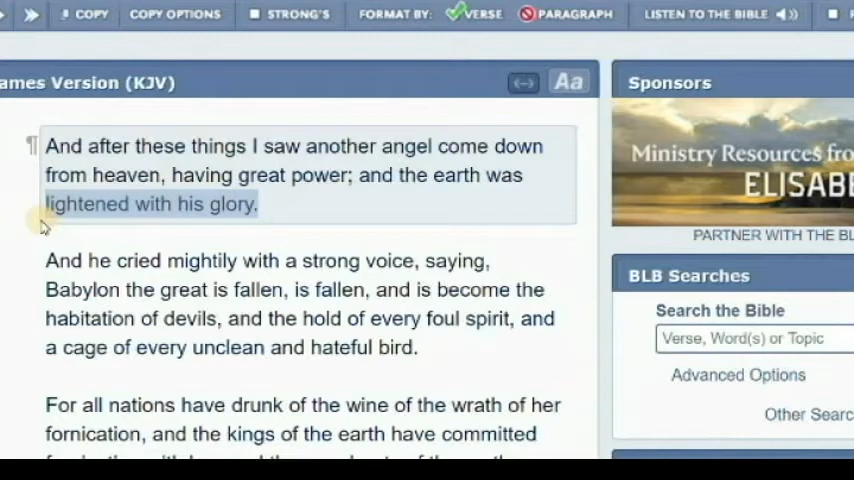 COPY COPY OPTIONS STRONG'S FORMAT BY: VERSE PARAGRAPH LISTEN TO THE BIBLE
ames Version (KJV) Aa
¶ And after these things I saw another angel come down
from heaven, having great power; and the earth was
lightened with his glory.
And he cried mightily with a strong voice, saying,
Babylon the great is fallen, is fallen, and is become the
habitation of devils, and the hold of every foul spirit, and
a cage of every unclean and hateful bird.
For all nations have drunk of the wine of the wrath of her
fornication, and the kings of the earth have committed
Sponsors
Ministry Resources fro
ELISABE
PARTNER WITH THE BL
BLB Searches
Search the Bible
Verse, Word(s) or Topic
Advanced Options
Other Searc